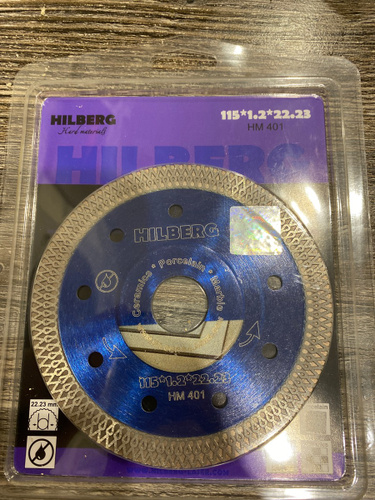 HILBERG
Hard materials
115*1.2*22.23
HM 401
HILBERG
HILBERG
Ceramics * Porcelain * Marble
115*1.2*22.23
HM 401
22.23 mm